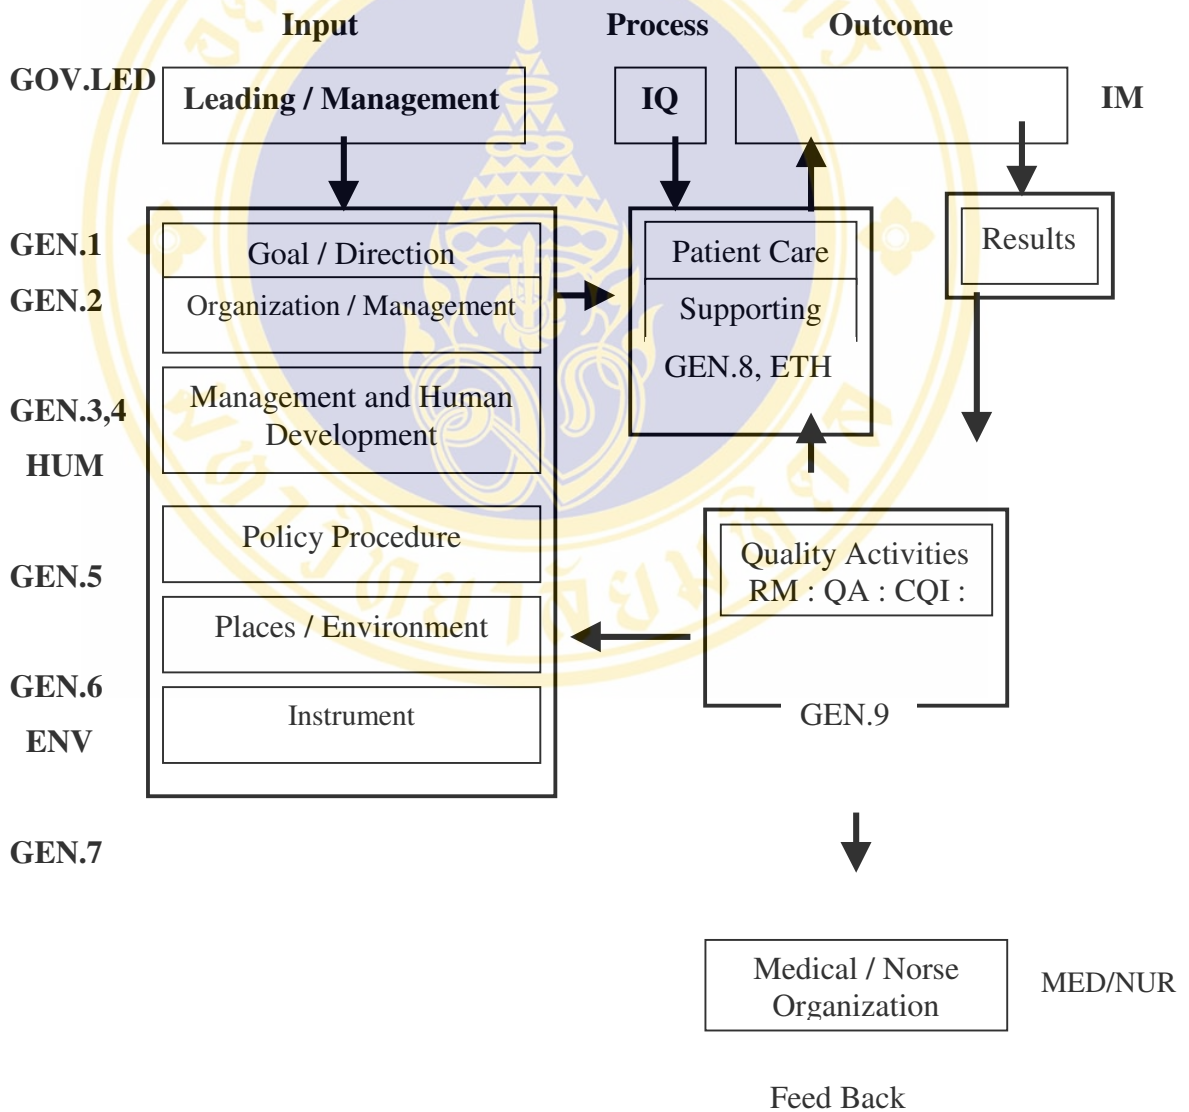 Input Process Outcome
GOV.LED Leading / Management IQ IM
GEN.1 Goal / Direction Patient Care Results
GEN.2 Organization / Management Supporting
GEN.8, ETH
GEN.3,4 Management and Human
Development
HUM
Policy Procedure Quality Activities
GEN.5 RM : QA : CQI :
Places / Environment
GEN.6
Instrument GEN.9
ENV
GEN.7
Medical / Norse MED/NUR
Organization
Feed Back